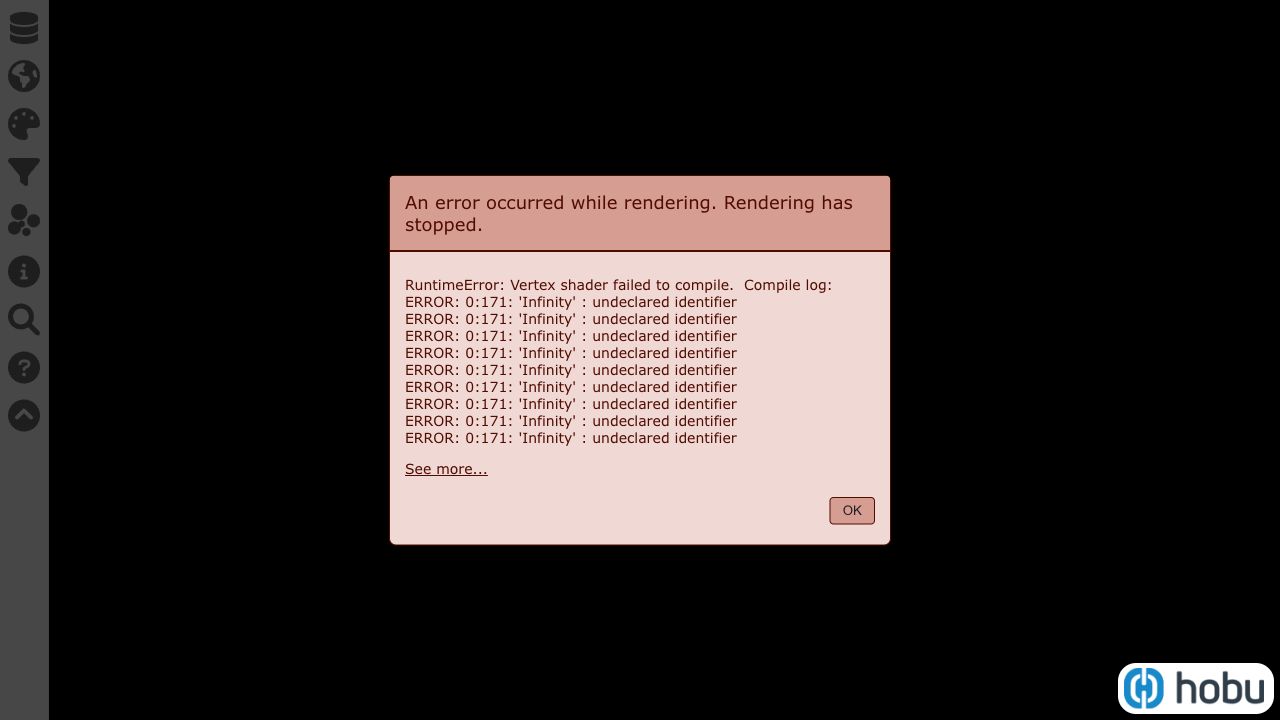 An error occurred while rendering. Rendering has
stopped.
RuntimeError: Vertex shader failed to compile.  Compile log:
ERROR: 0:171: 'Infinity' : undeclared identifier
ERROR: 0:171: 'Infinity' : undeclared identifier
ERROR: 0:171: 'Infinity' : undeclared identifier
ERROR: 0:171: 'Infinity' : undeclared identifier
ERROR: 0:171: 'Infinity' : undeclared identifier
ERROR: 0:171: 'Infinity' : undeclared identifier
ERROR: 0:171: 'Infinity' : undeclared identifier
ERROR: 0:171: 'Infinity' : undeclared identifier
ERROR: 0:171: 'Infinity' : undeclared identifier
See more...
OK
hobu